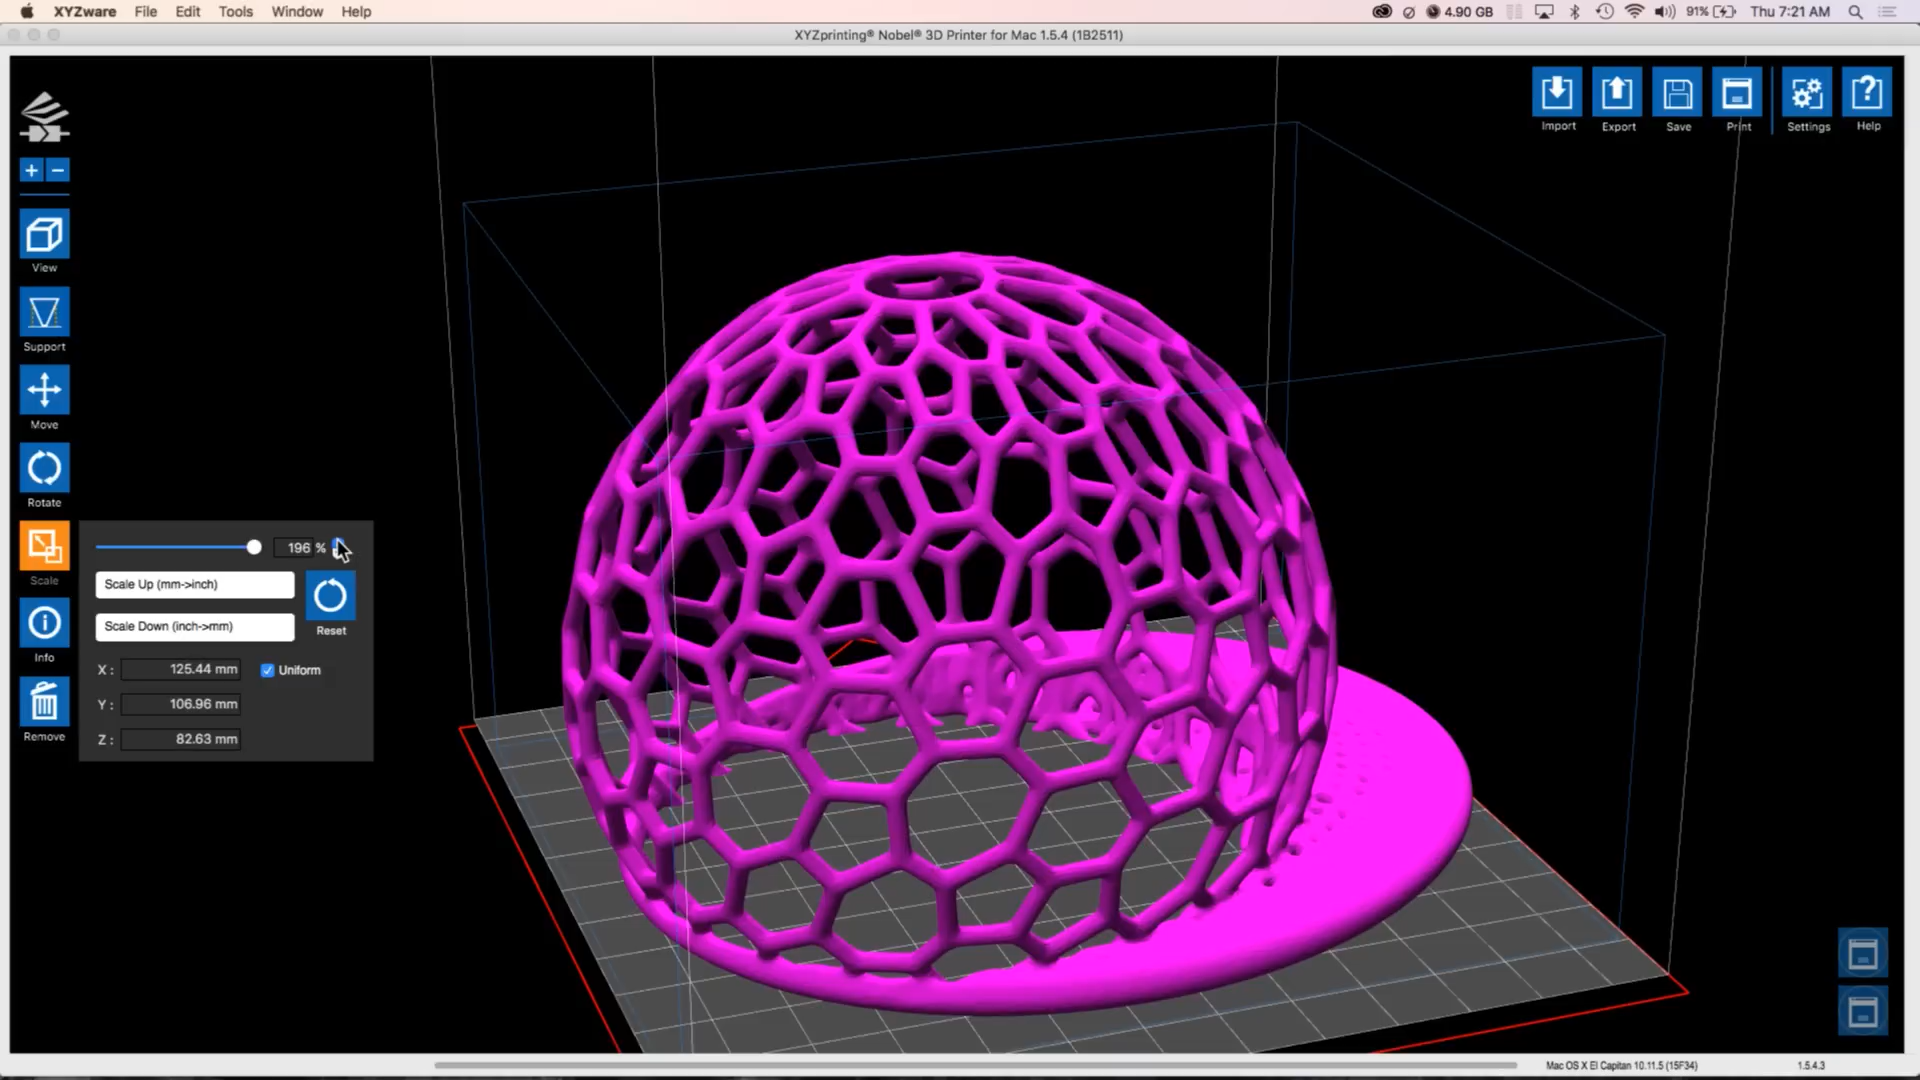 XYZware File Edit Tools Window Help
4.90 GB 91% Thu 7:21 AM
XYZprinting® Nobel® 3D Printer for Mac 1.5.4 (1B2511)
Import Export Save Print Settings Help
View
Support
Move
Rotate
Scale
Info
Remove
196 %
Scale Up (mm->inch)
Scale Down (inch->mm)
Reset
X : 125.44 mm Uniform
Y : 106.96 mm
Z : 82.63 mm
Mac OS X El Capitan 10.11.5 (15F34) 1.5.4.3